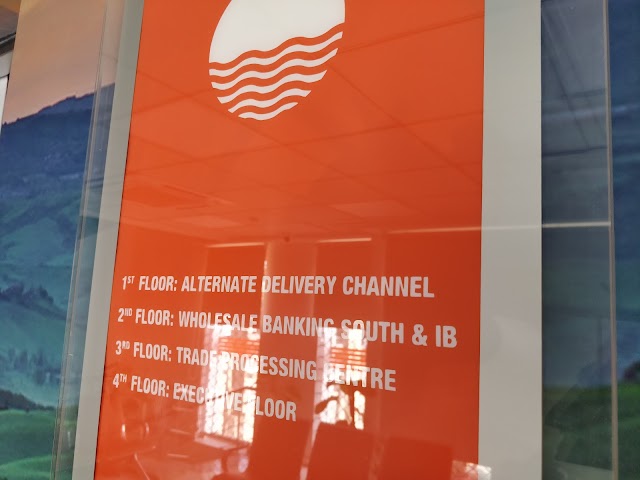 1ST FLOOR: ALTERNATE DELIVERY CHANNEL
2ND FLOOR: WHOLESALE BANKING SOUTH & IB
3RD FLOOR: TRADE PROCESSING CENTRE
4TH FLOOR: EXECUTIVE FLOOR